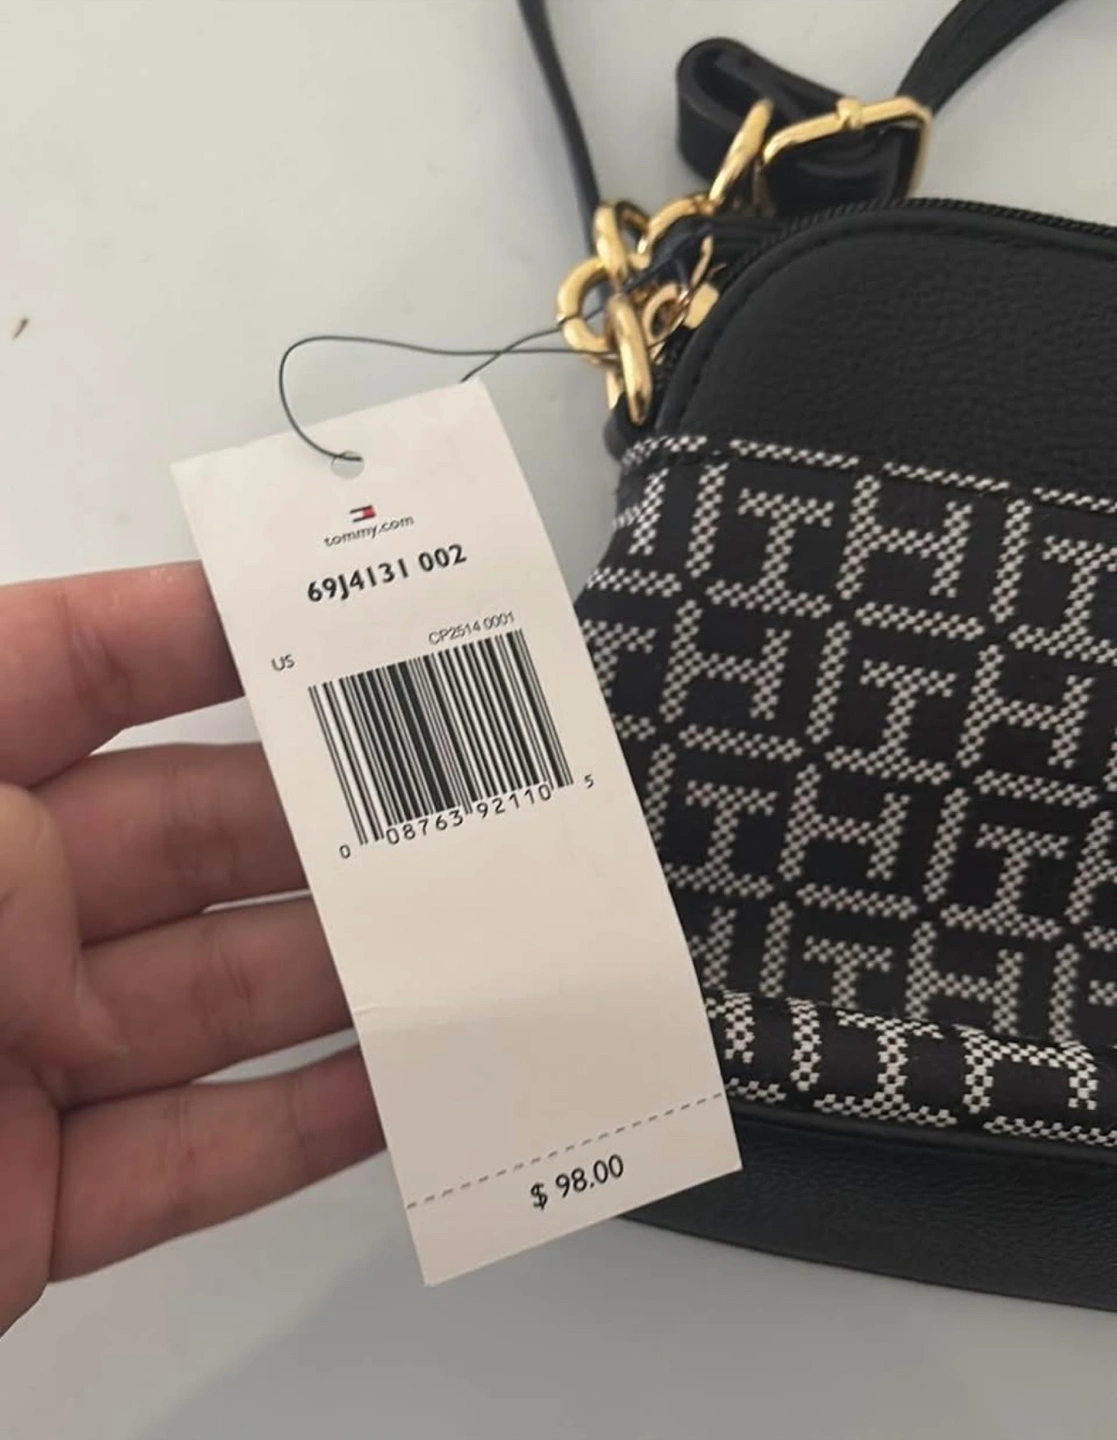 tommy.com
69J4131 002
CP2514 0001
US
0 08763 92110 5
$ 98.00